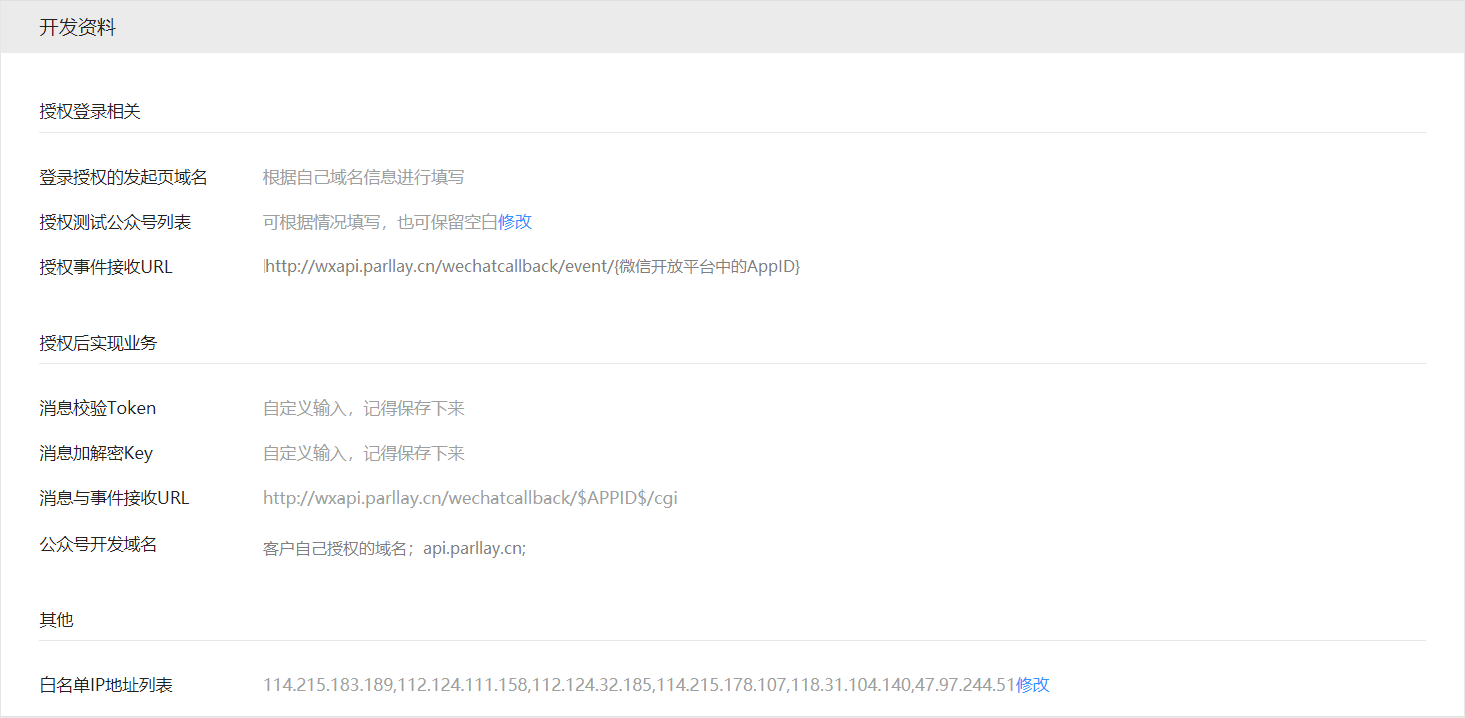 开发资料
授权登录相关
登录授权的发起页域名 根据自己域名信息进行填写
授权测试公众号列表 可根据情况填写，也可保留空白修改
授权事件接收URL http://wxapi.parllay.cn/wechatcallback/event/{微信开放平台中的AppID}
授权后实现业务
消息校验Token 自定义输入，记得保存下来
消息加解密Key 自定义输入，记得保存下来
消息与事件接收URL http://wxapi.parllay.cn/wechatcallback/$APPID$/cgi
公众号开发域名 客户自己授权的域名；api.parllay.cn;
其他
白名单IP地址列表 114.215.183.189,112.124.111.158,112.124.32.185,114.215.178.107,118.31.104.140,47.97.244.51修改